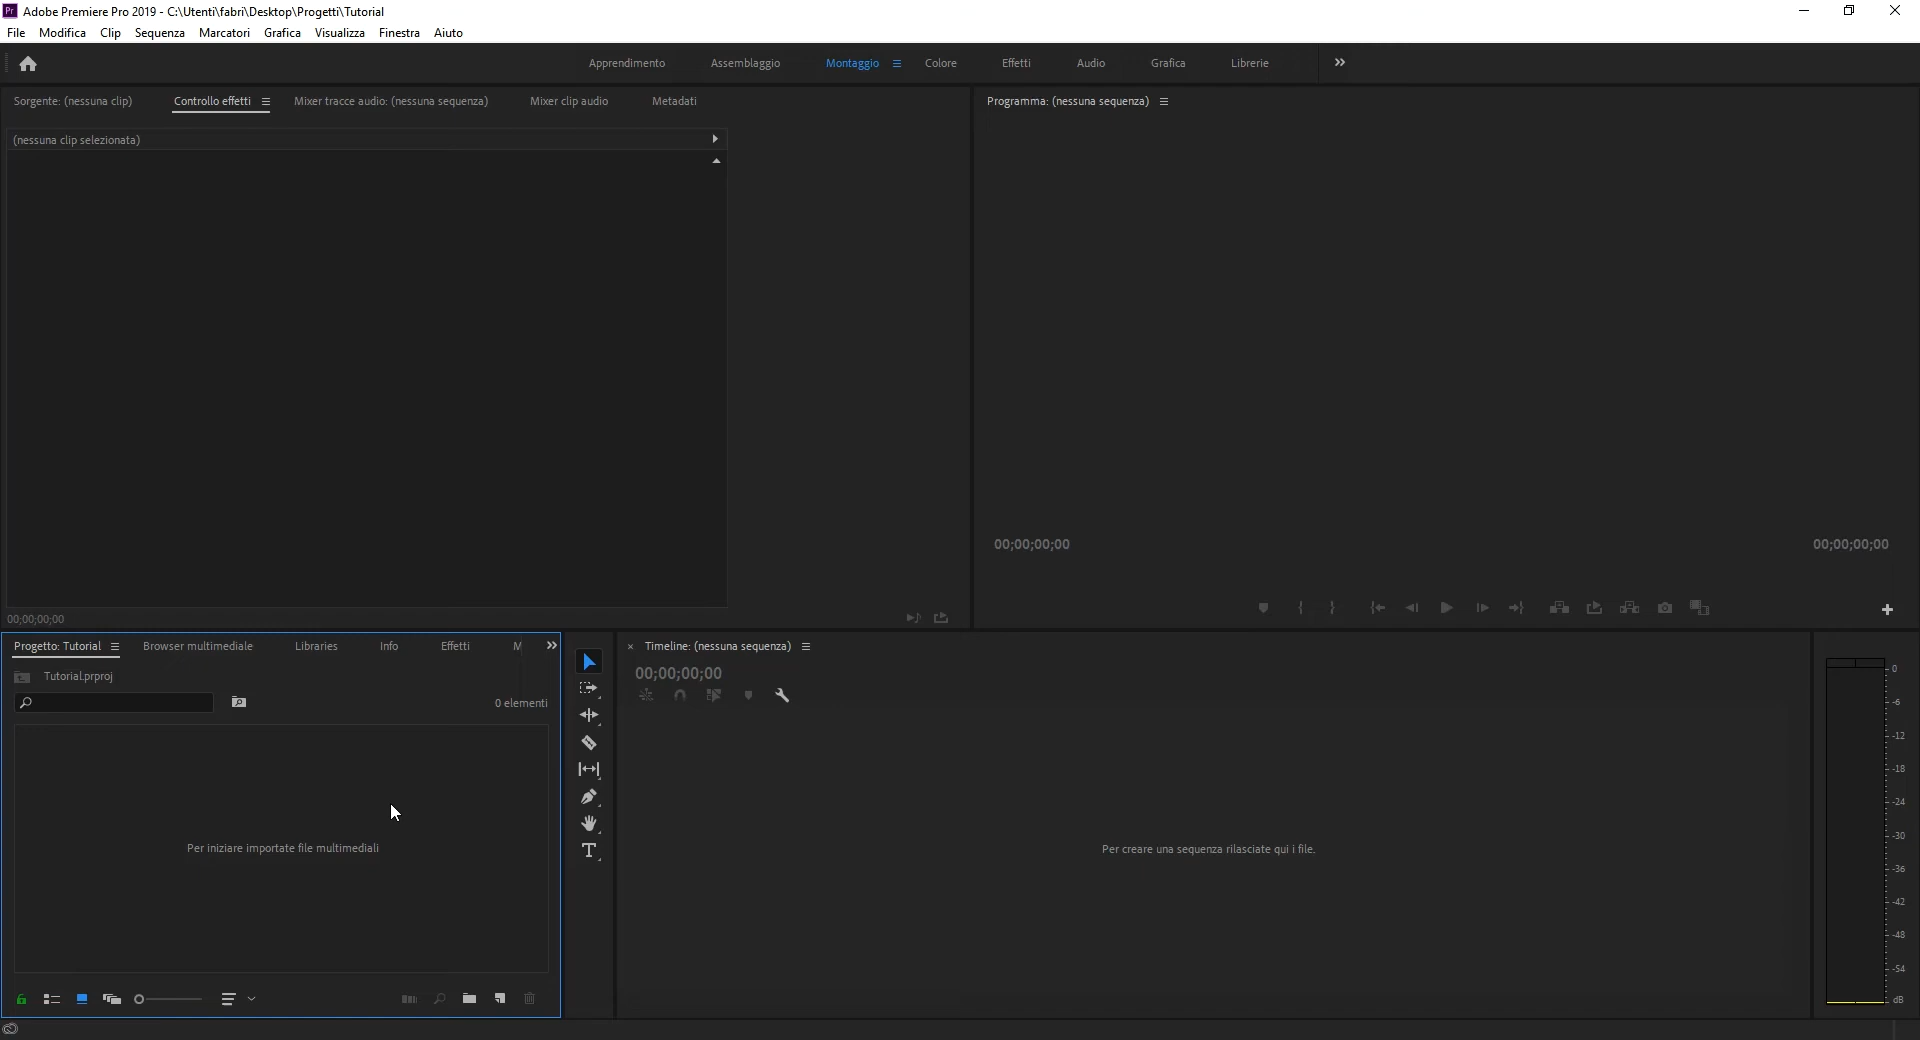 Pr Adobe Premiere Pro 2019 - C:\Utenti\fabri\Desktop\Progetti\Tutorial
File Modifica Clip Sequenza Marcatori Grafica Finestra Visualizza Aiuto
Apprendimento Assemblaggio Montaggio Colore Effetti Audio Grafica Librerie
Sorgente: (nessuna clip) Controllo effetti Mixer tracce audio: (nessuna sequenza) Mixer clip audio Metadati
Programma: (nessuna sequenza)
(nessuna clip selezionata)
00;00;00;00 00;00;00;00
00;00;00;00
Progetto: Tutorial Browser multimediale Libraries Info Effetti M
Tutorial.prproj
0 elementi
Per iniziare importate file multimediali
× Timeline: (nessuna sequenza)
00;00;00;00
Per creare una sequenza rilasciate qui i file.
0
-6
-12
-18
-24
-30
-36
-42
-48
-54
dB